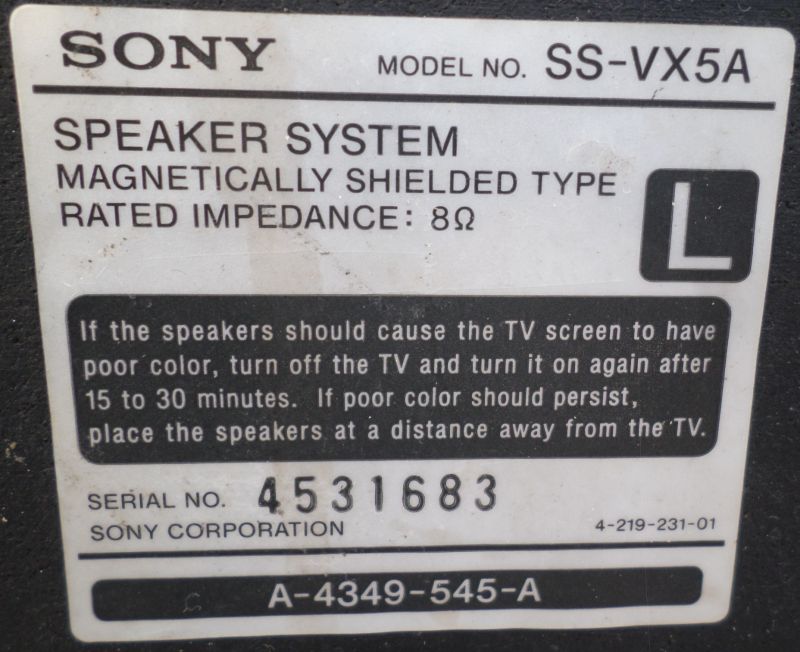 SONY MODEL NO. SS-VX5A
SPEAKER SYSTEM
MAGNETICALLY SHIELDED TYPE
RATED IMPEDANCE: 8Ω
L
If the speakers should cause the TV screen to have
poor color, turn off the TV and turn it on again after
15 to 30 minutes. If poor color should persist,
place the speakers at a distance away from the TV.
SERIAL NO. 4531683
SONY CORPORATION 4-219-231-01
A-4349-545-A